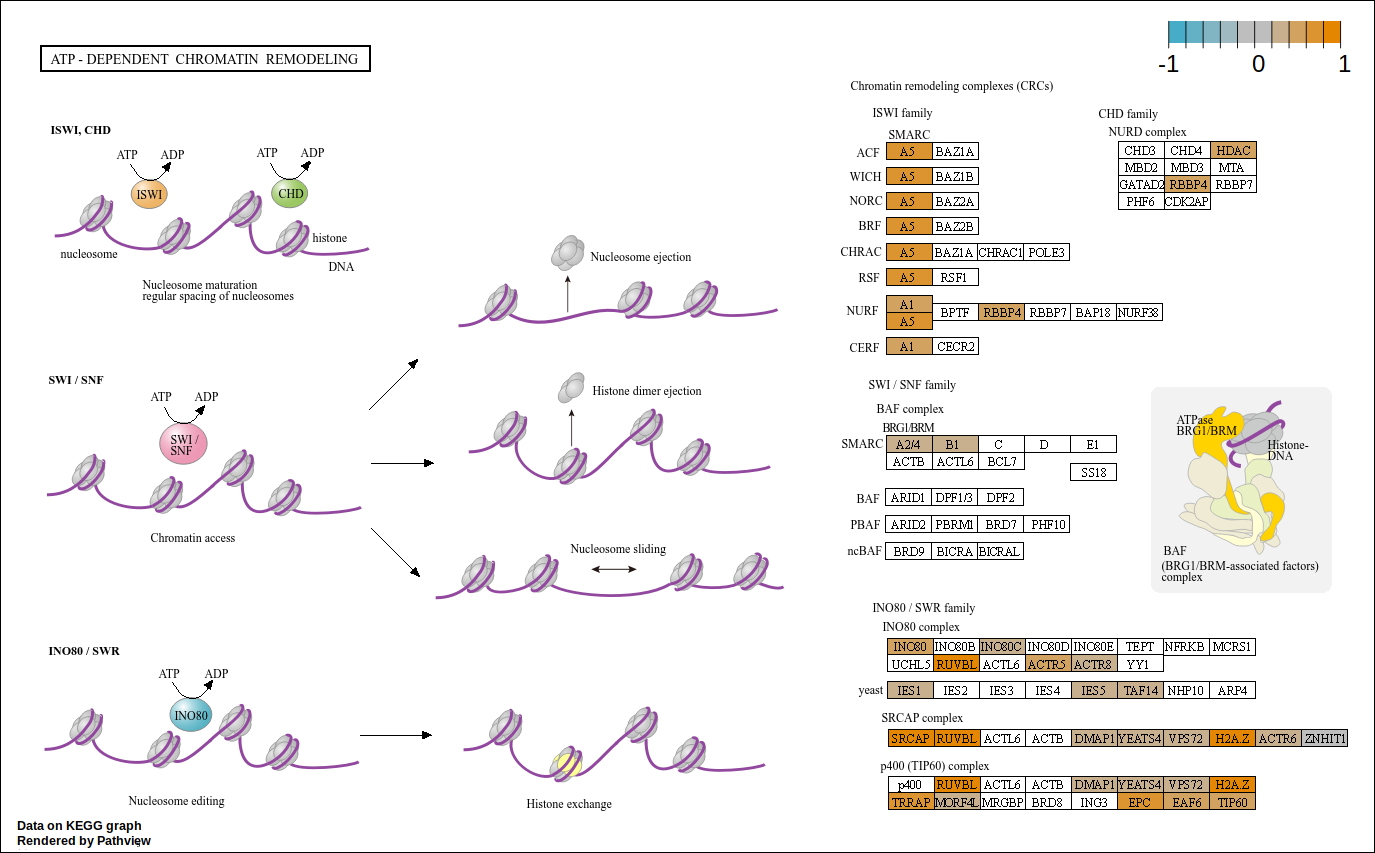 -1 0 1
ATP - DEPENDENT CHROMATIN REMODELING
ISWI, CHD
ATP ADP
ATP ADP
ISWI
CHD
histone
nucleosome
DNA
Nucleosome maturation
regular spacing of nucleosomes
SWI / SNF
ATP ADP
SWI /
SNF
Chromatin access
INO80 / SWR
ATP ADP
INO80
Nucleosome editing
Nucleosome ejection
Histone dimer ejection
Nucleosome sliding
Histone exchange
Chromatin remodeling complexes (CRCs)
ISWI family
SMARC
ACF A5 BAZ1A
WICH A5 BAZ1B
NORC A5 BAZ2A
BRF A5 BAZ2B
CHRAC A5 BAZ1A CHRAC1 POLE3
RSF A5 RSF1
NURF A1 A5 BPTF RBBP4 RBBP7 BAP18 NURF38
CERF A1 CECR2
CHD family
NURD complex
CHD3 CHD4 HDAC
MBD2 MBD3 MTA
GATAD2 RBBP4 RBBP7
PHF6 CDK2AP
SWI / SNF family
BAF complex
BRG1/BRM
SMARC A2/4 B1 C D E1
ACTB ACTL6 BCL7
SS18
BAF ARID1 DPF1/3 DPF2
PBAF ARID2 PBRM1 BRD7 PHF10
ncBAF BRD9 BICRA BICRAL
ATPase
BRG1/BRM
Histone-
DNA
BAF
(BRG1/BRM-associated factors)
complex
INO80 / SWR family
INO80 complex
INO80 INO80B INO80C INO80D INO80E TFPT NFRKB MCRS1
UCHL5 RUVBL ACTL6 ACTR5 ACTR8 YY1
yeast IES1 IES2 IES3 IES4 IES5 TAF14 NHP10 ARP4
SRCAP complex
SRCAP RUVBL ACTL6 ACTB DMAP1 YEATS4 VPS72 H2A.Z ACTR6 ZNHIT1
p400 (TIP60) complex
p400 RUVBL ACTL6 ACTB DMAP1 YEATS4 VPS72 H2A.Z
TRRAP MORF4L MRGBP BRD8 ING3 EPC EAF6 TIP60
Data on KEGG graph
Rendered by Pathview